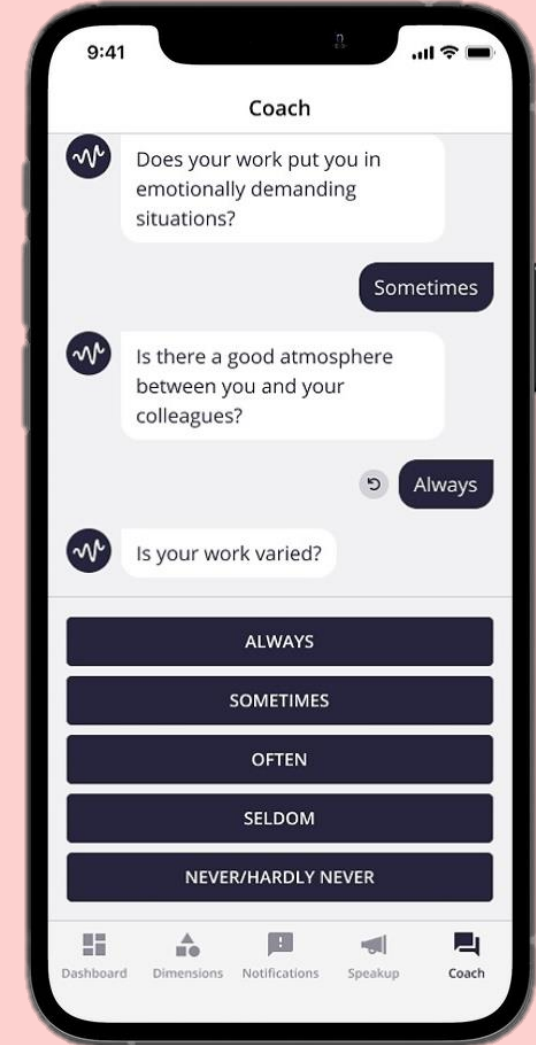 9:41
Coach
Does your work put you in
emotionally demanding
situations?
Sometimes
Is there a good atmosphere
between you and your
colleagues?
Always
Is your work varied?
ALWAYS
SOMETIMES
OFTEN
SELDOM
NEVER/HARDLY NEVER
Dashboard Dimensions Notifications Speakup Coach